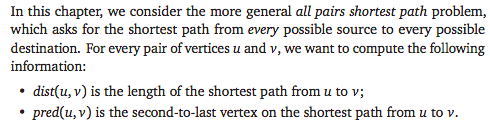 In this chapter, we consider the more general all pairs shortest path problem,
which asks for the shortest path from every possible source to every possible
destination. For every pair of vertices u and v, we want to compute the following
information:
• dist(u, v) is the length of the shortest path from u to v;
• pred(u, v) is the second-to-last vertex on the shortest path from u to v.